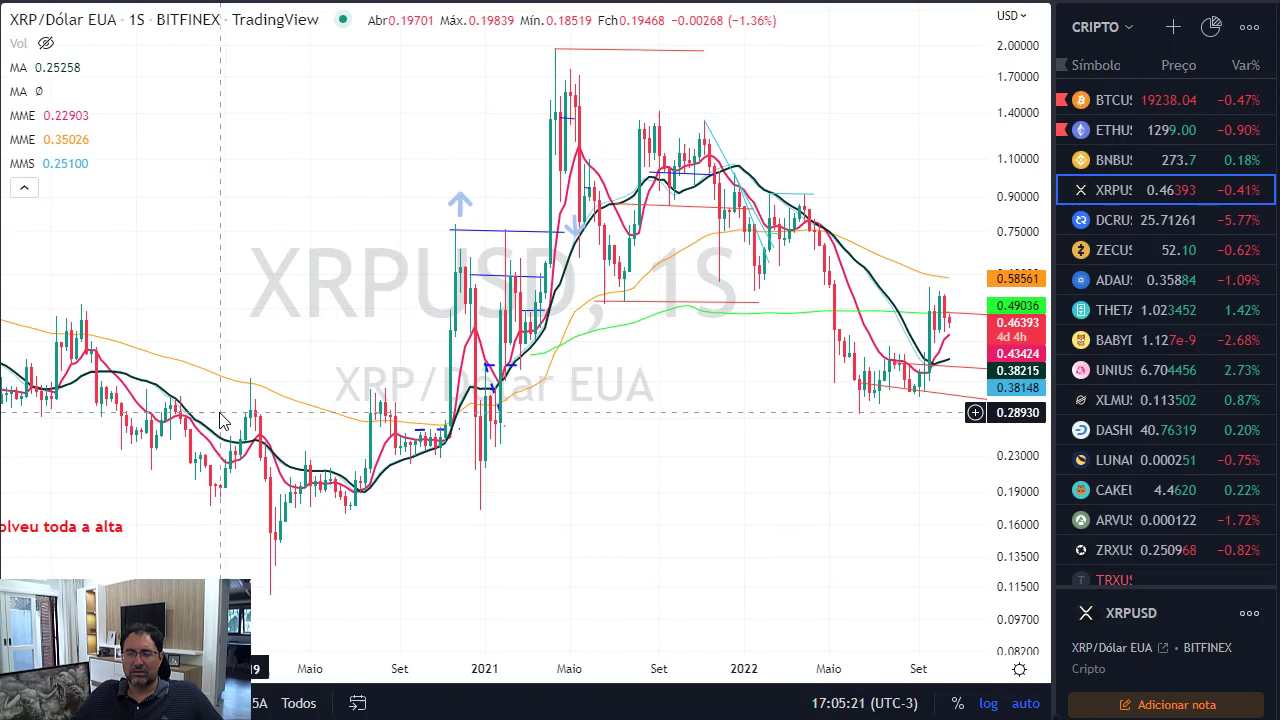 XRP/Dólar EUA · 1S · BITFINEX · TradingView Abr0.19701 Máx.0.19839 Mín.0.18519 Fch0.19468 −0.00268 (−1.36%)
Vol
MA 0.25258
MA Ø
MME 0.22903
MME 0.35026
MMS 0.25100
XRPUSD, 1S
XRP/Dólar EUA
olveu toda a alta
USD
2.00000
1.70000
1.40000
1.10000
0.90000
0.75000
0.58561
0.49036
0.46393
4d 4h
0.43424
0.38215
0.38148
0.28930
0.23000
0.19000
0.16000
0.13500
0.11500
0.09700
0.08200
19 Maio Set 2021 Maio Set 2022 Maio Set
5A Todos 17:05:21 (UTC-3) % log auto
CRIPTO
Símbolo Preço Var%
BTCUS 19238.04 −0.47%
ETHUS 1299.00 −0.90%
BNBUS 273.7 0.18%
XRPUS 0.46393 −0.41%
DCRUS 25.71261 −5.77%
ZECUS 52.10 −0.62%
ADAUS 0.35884 −1.09%
THETA 1.023452 1.42%
BABYD 1.127e-9 −2.68%
UNIUS 6.704456 2.73%
XLMUS 0.113502 0.87%
DASHU 40.76319 0.20%
LUNAU 0.000251 −0.75%
CAKEU 4.4620 0.22%
ARVUS 0.000122 −1.72%
ZRXUS 0.250968 −0.82%
TRXUS
XRPUSD
XRP/Dólar EUA · BITFINEX
Cripto
Adicionar nota